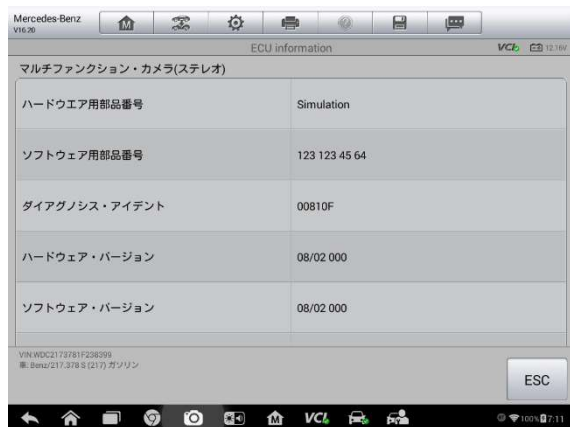 Mercedes-Benz
V16.20
ECU information
VCI 12.16V
マルチファンクション・カメラ(ステレオ)
ハードウエア用部品番号 Simulation
ソフトウェア用部品番号 123 123 45 64
ダイアグノシス・アイデント 00810F
ハードウェア・バージョン 08/02 000
ソフトウェア・バージョン 08/02 000
VIN:WDC2173781F238399
車: Benz/217.378 S (217) ガソリン
ESC
VCI 100% 7:11